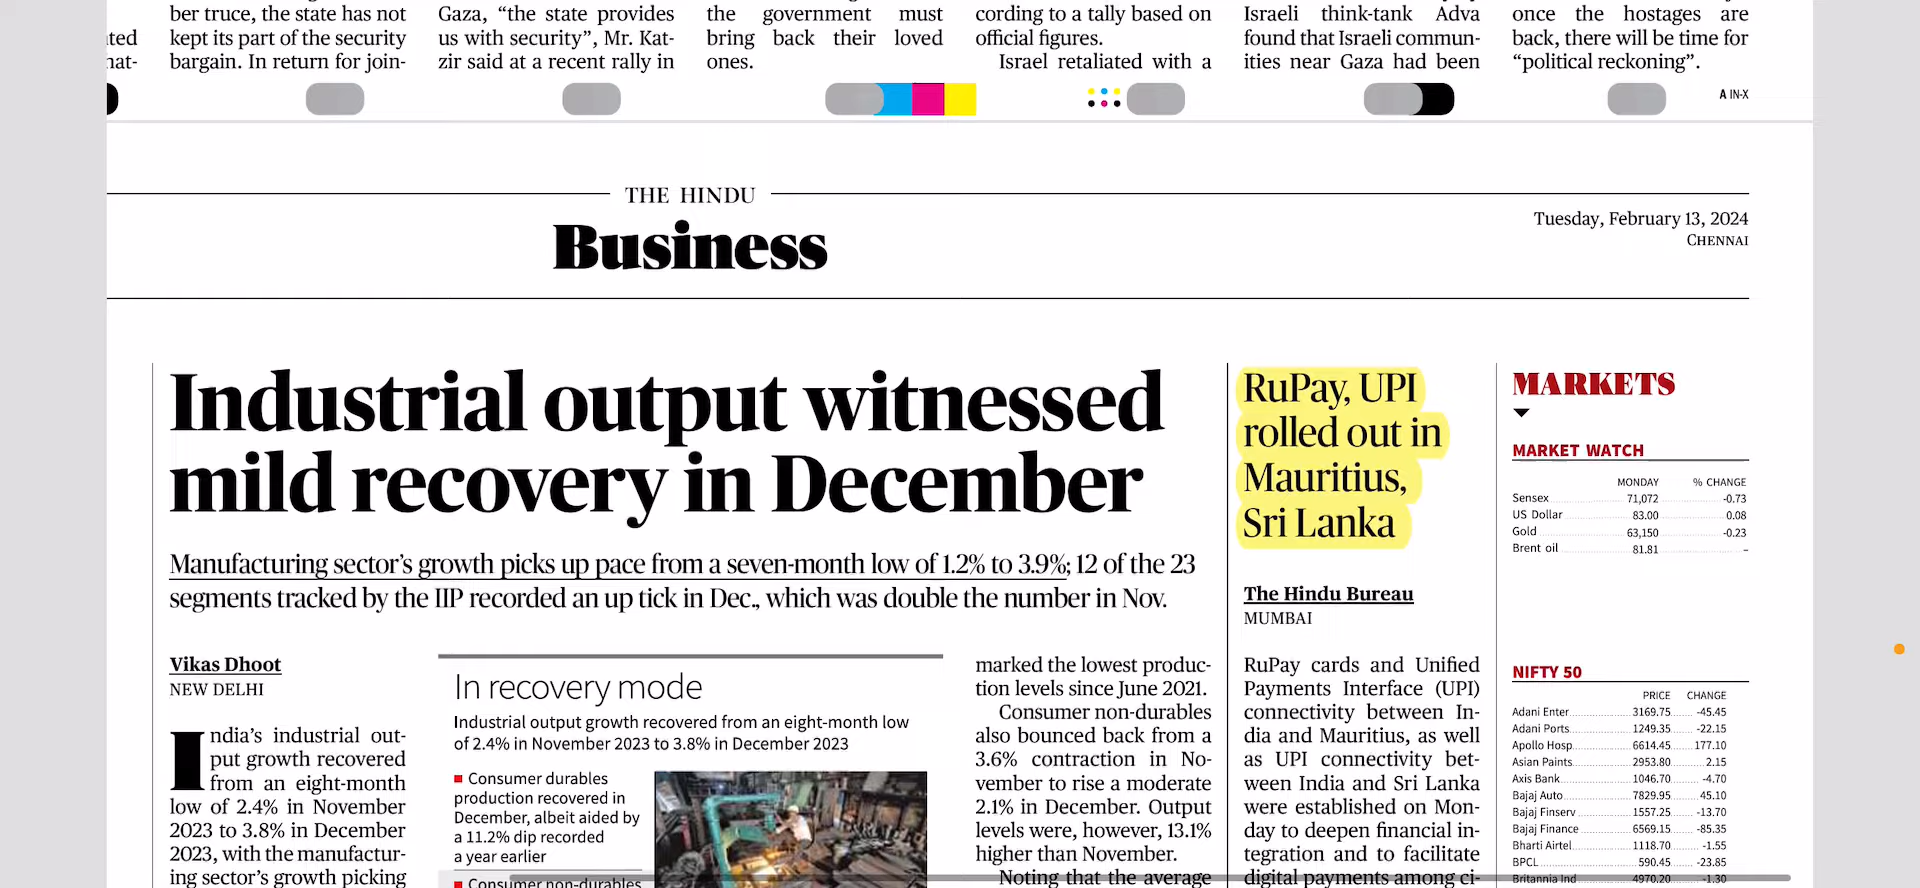 ted
nat-
ber truce, the state has not
kept its part of the security
bargain. In return for join-
Gaza, “the state provides
us with security”, Mr. Kat-
zir said at a recent rally in
the government must
bring back their loved
ones.
cording to a tally based on
official figures.
Israel retaliated with a
Israeli think-tank Adva
found that Israeli commun-
ities near Gaza had been
once the hostages are
back, there will be time for
“political reckoning”.
A IN-X
THE HINDU
Business
Tuesday, February 13, 2024
CHENNAI
Industrial output witnessed
mild recovery in December
Manufacturing sector’s growth picks up pace from a seven-month low of 1.2% to 3.9%; 12 of the 23
segments tracked by the IIP recorded an up tick in Dec., which was double the number in Nov.
Vikas Dhoot
NEW DELHI
India’s industrial out-
put growth recovered
from an eight-month
low of 2.4% in November
2023 to 3.8% in December
2023, with the manufactur-
ing sector’s growth picking
In recovery mode
Industrial output growth recovered from an eight-month low
of 2.4% in November 2023 to 3.8% in December 2023
Consumer durables
production recovered in
December, albeit aided by
a 11.2% dip recorded
a year earlier
Consumer non-durables
marked the lowest produc-
tion levels since June 2021.
Consumer non-durables
also bounced back from a
3.6% contraction in No-
vember to rise a moderate
2.1% in December. Output
levels were, however, 13.1%
higher than November.
Noting that the average
RuPay, UPI
rolled out in
Mauritius,
Sri Lanka
The Hindu Bureau
MUMBAI
RuPay cards and Unified
Payments Interface (UPI)
connectivity between In-
dia and Mauritius, as well
as UPI connectivity bet-
ween India and Sri Lanka
were established on Mon-
day to deepen financial in-
tegration and to facilitate
digital payments among ci-
MARKETS
MARKET WATCH
MONDAY % CHANGE
Sensex 71,072 -0.73
US Dollar 83.00 0.08
Gold 63,150 -0.23
Brent oil 81.81 –
NIFTY 50
PRICE CHANGE
Adani Enter 3169.75 -45.45
Adani Ports 1249.35 -22.15
Apollo Hosp 6614.45 177.10
Asian Paints 2953.80 2.15
Axis Bank 1046.70 -4.70
Bajaj Auto 7829.95 45.10
Bajaj Finserv 1557.25 -13.70
Bajaj Finance 6569.15 -85.35
Bharti Airtel 1118.70 -1.55
BPCL 590.45 -23.85
Britannia Ind 4970.20 -1.30